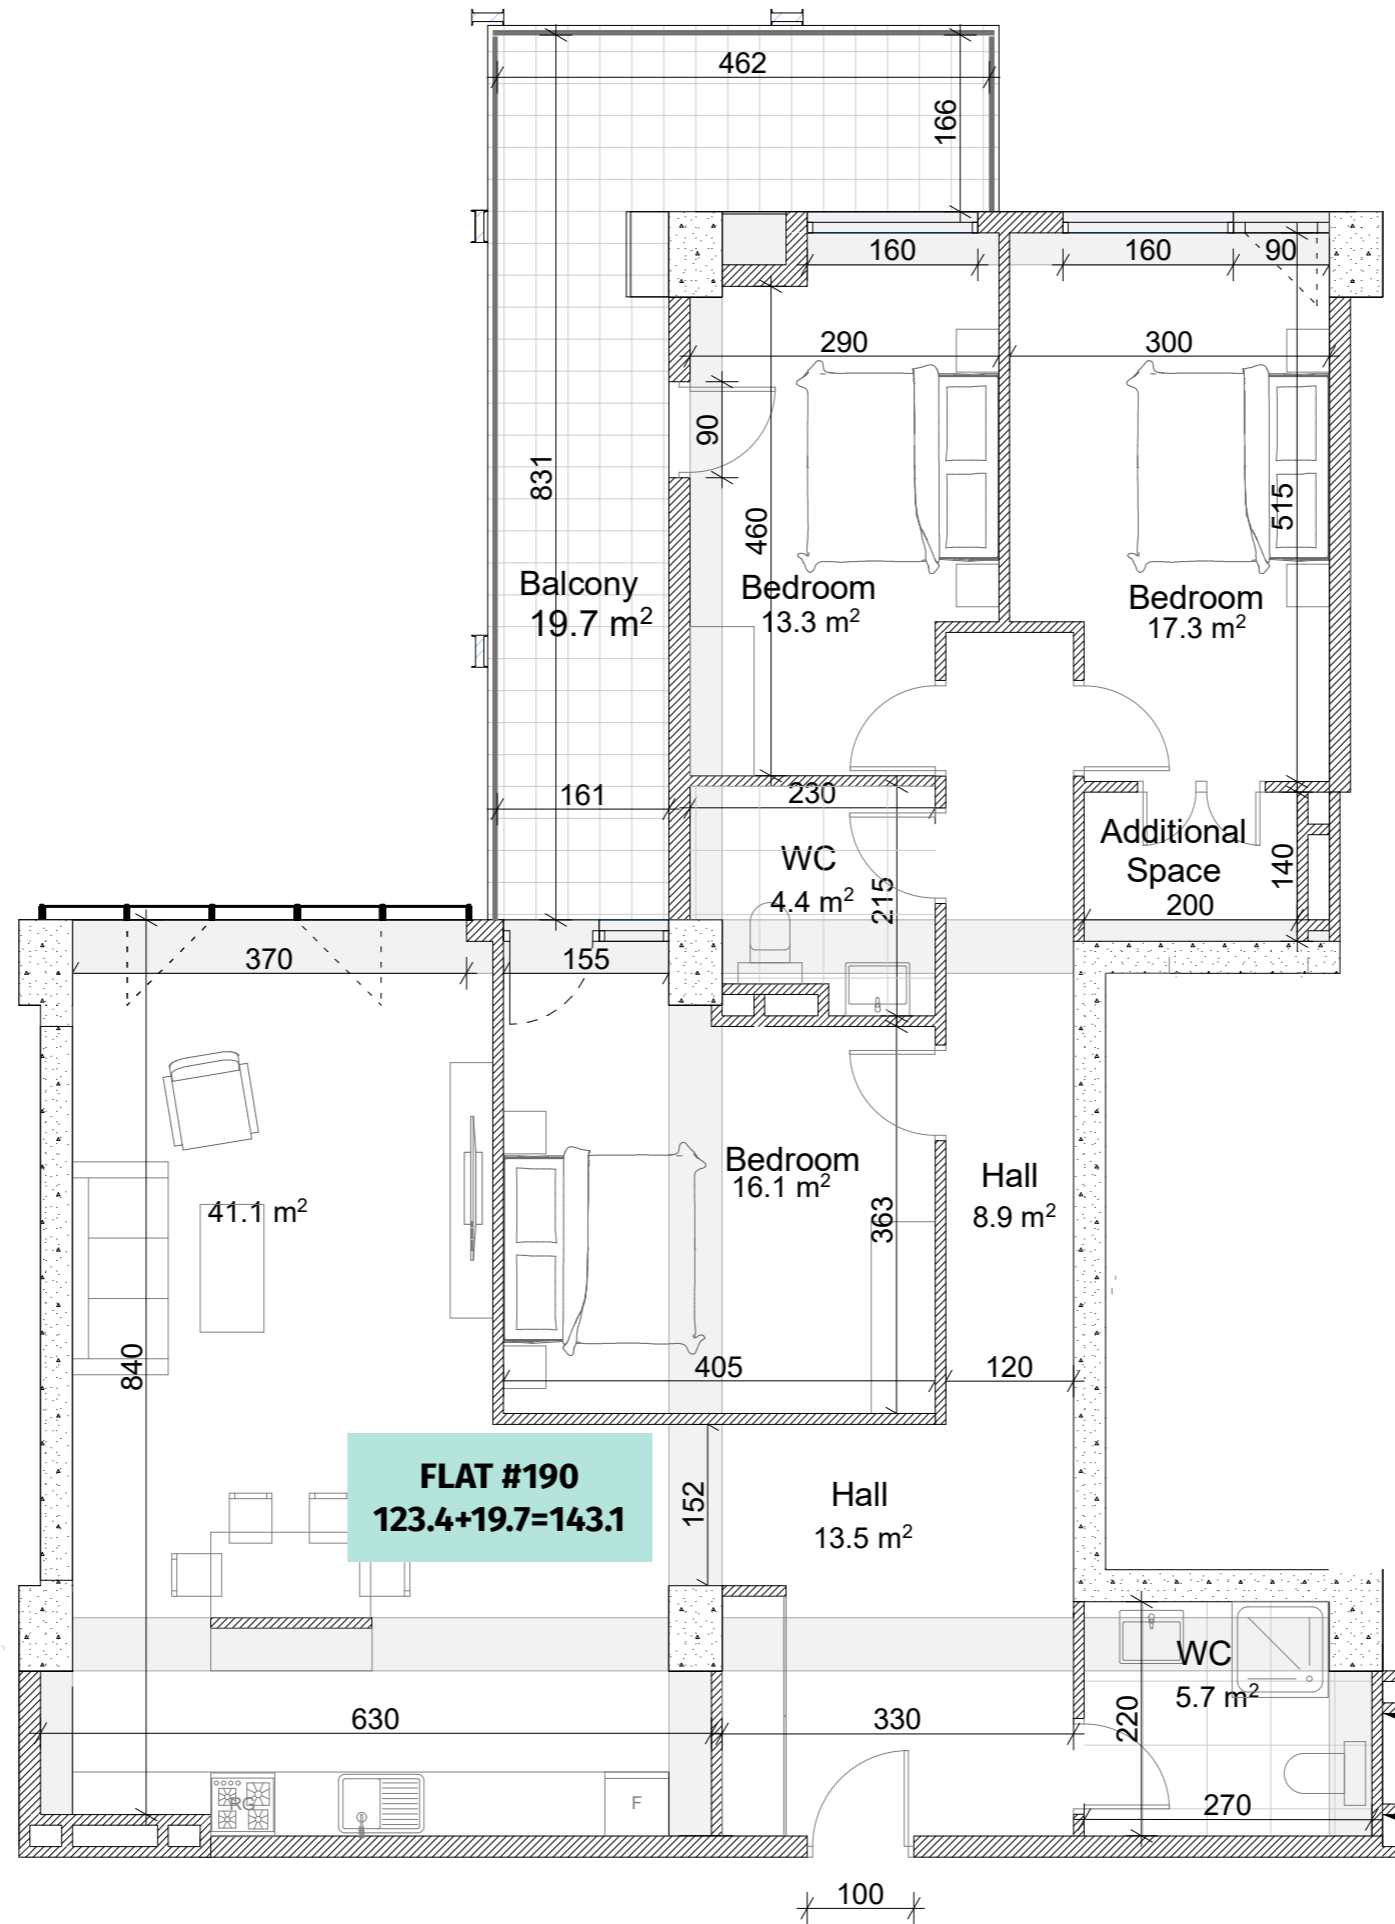 462
166
160
160
90
290
300
90
831
460
515
Balcony
19.7 m²
Bedroom
13.3 m²
Bedroom
17.3 m²
161
230
WC
4.4 m²
215
Additional
Space
140
200
370
155
Bedroom
16.1 m²
363
Hall
8.9 m²
41.1 m²
840
405
120
FLAT #190
123.4+19.7=143.1
152
Hall
13.5 m²
WC
5.7 m²
220
630
330
270
RG
F
100